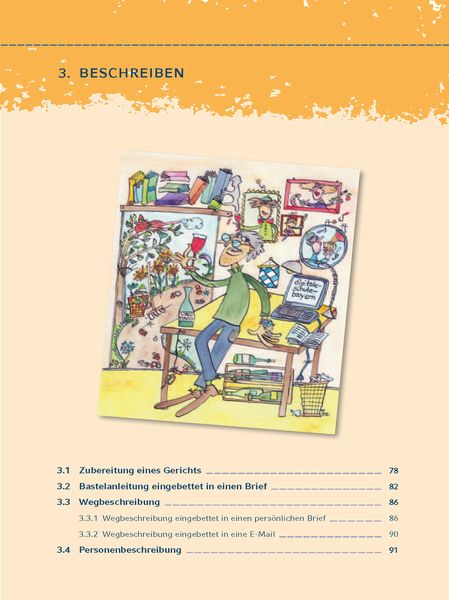 3. BESCHREIBEN
digitale-
schule-
bayern
3.1 Zubereitung eines Gerichts 78
3.2 Bastelanleitung eingebettet in einen Brief 82
3.3 Wegbeschreibung 86
3.3.1 Wegbeschreibung eingebettet in einen persönlichen Brief 86
3.3.2 Wegbeschreibung eingebettet in eine E-Mail 90
3.4 Personenbeschreibung 91